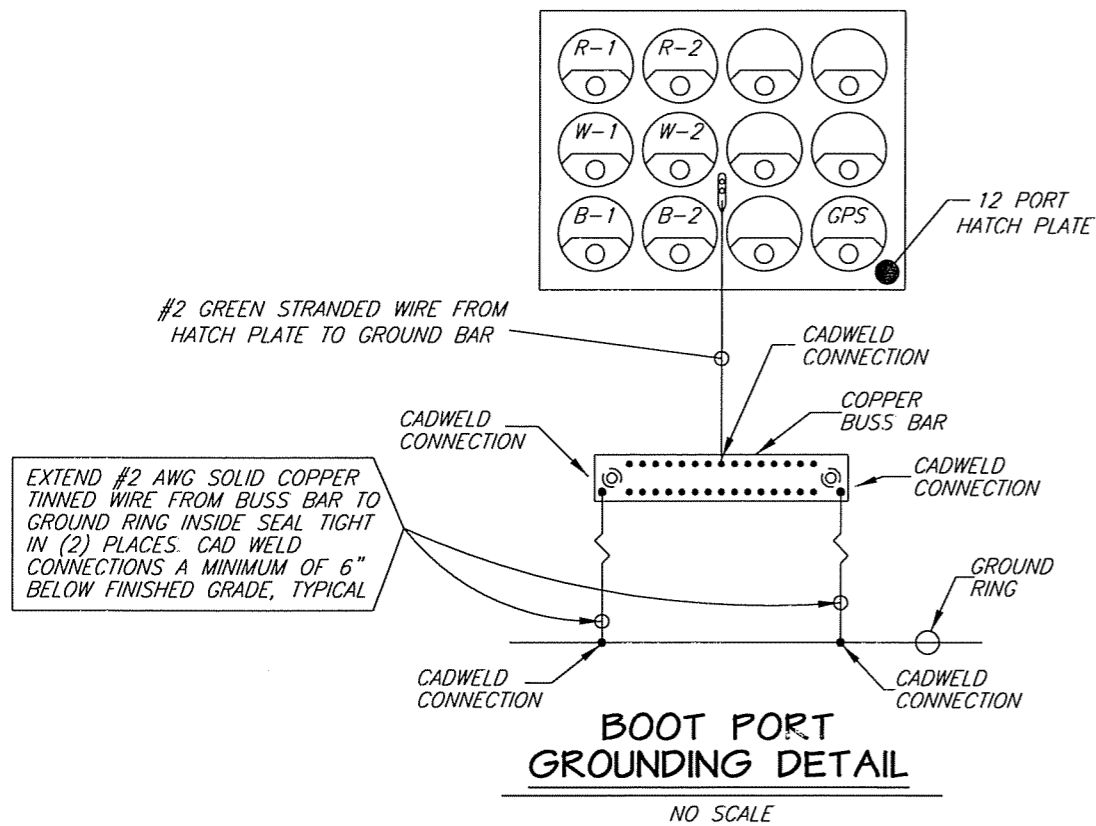 R-1
R-2
W-1
W-2
B-1
B-2
GPS
12 PORT
HATCH PLATE
#2 GREEN STRANDED WIRE FROM
HATCH PLATE TO GROUND BAR
CADWELD
CONNECTION
COPPER
BUSS BAR
CADWELD
CONNECTION
CADWELD
CONNECTION
EXTEND #2 AWG SOLID COPPER
TINNED WIRE FROM BUSS BAR TO
GROUND RING INSIDE SEAL TIGHT
IN (2) PLACES. CAD WELD
CONNECTIONS A MINIMUM OF 6"
BELOW FINISHED GRADE, TYPICAL
GROUND
RING
CADWELD
CONNECTION
CADWELD
CONNECTION
BOOT PORT
GROUNDING DETAIL
NO SCALE